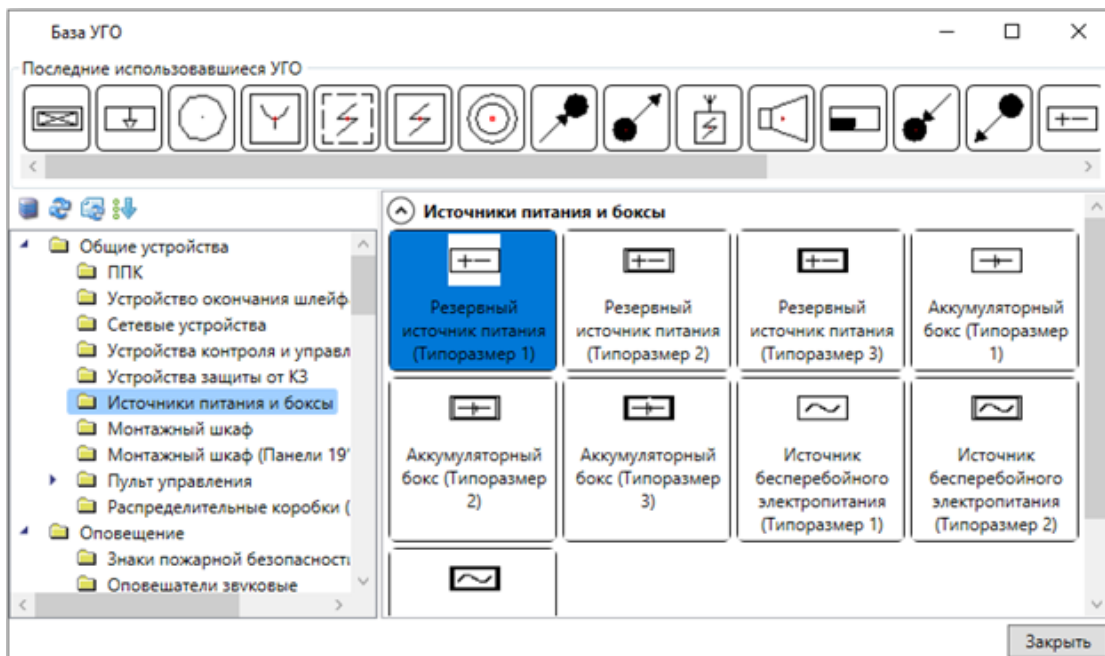 База УГО
Последние использовавшиеся УГО
Общие устройства
ППК
Устройство окончания шлейф
Сетевые устройства
Устройства контроля и управл
Устройства защиты от КЗ
Источники питания и боксы
Монтажный шкаф
Монтажный шкаф (Панели 19"
Пульт управления
Распределительные коробки (
Оповещение
Знаки пожарной безопасност
Оповещатели звуковые
Источники питания и боксы
Резервный
источник питания
(Типоразмер 1)
Резервный
источник питания
(Типоразмер 2)
Резервный
источник питания
(Типоразмер 3)
Аккумуляторный
бокс (Типоразмер
1)
Аккумуляторный
бокс (Типоразмер
2)
Аккумуляторный
бокс (Типоразмер
3)
Источник
бесперебойного
электропитания
(Типоразмер 1)
Источник
бесперебойного
электропитания
(Типоразмер 2)
Закрыть